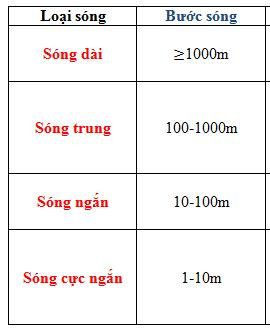 Loại sóng Bước sóng
Sóng dài ≥1000m
Sóng trung 100-1000m
Sóng ngắn 10-100m
Sóng cực ngắn 1-10m